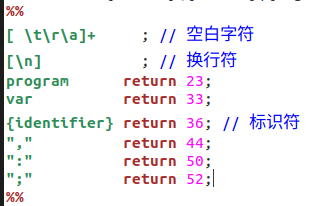 %%
[ \t\r\a]+     ; // 空白字符
[\n]           ; // 换行符
program      return 23;
var          return 33;
{identifier} return 36; // 标识符
","          return 44;
":"          return 50;
";"          return 52;
%%